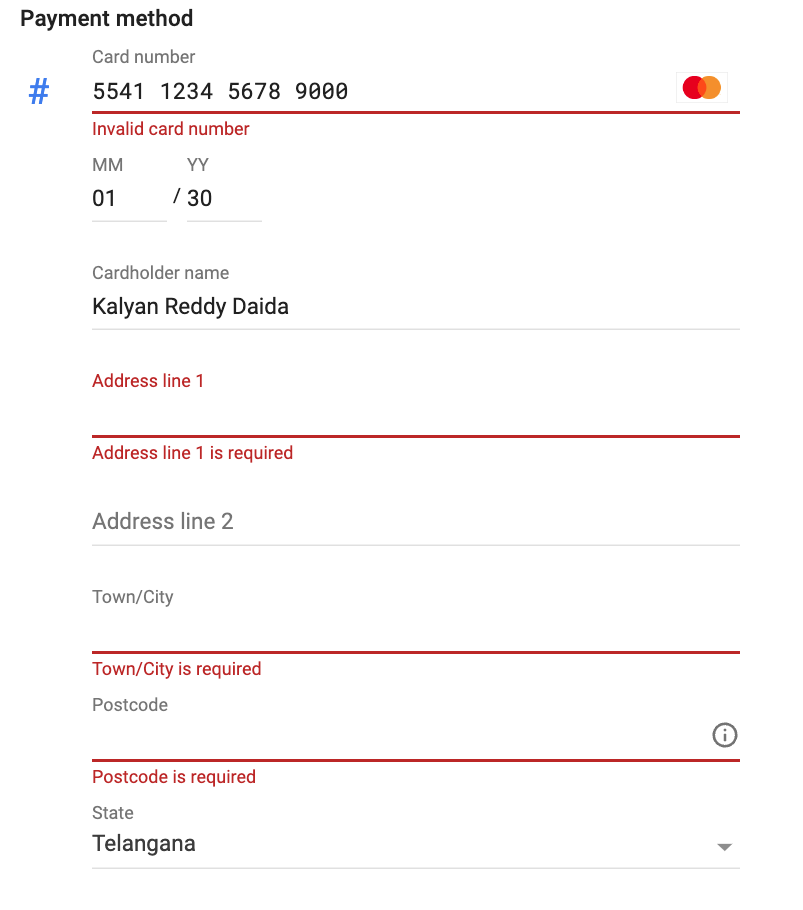 Payment method
Card number
# 5541 1234 5678 9000
Invalid card number
MM YY
01 / 30
Cardholder name
Kalyan Reddy Daida
Address line 1
Address line 1 is required
Address line 2
Town/City
Town/City is required
Postcode
Postcode is required
State
Telangana